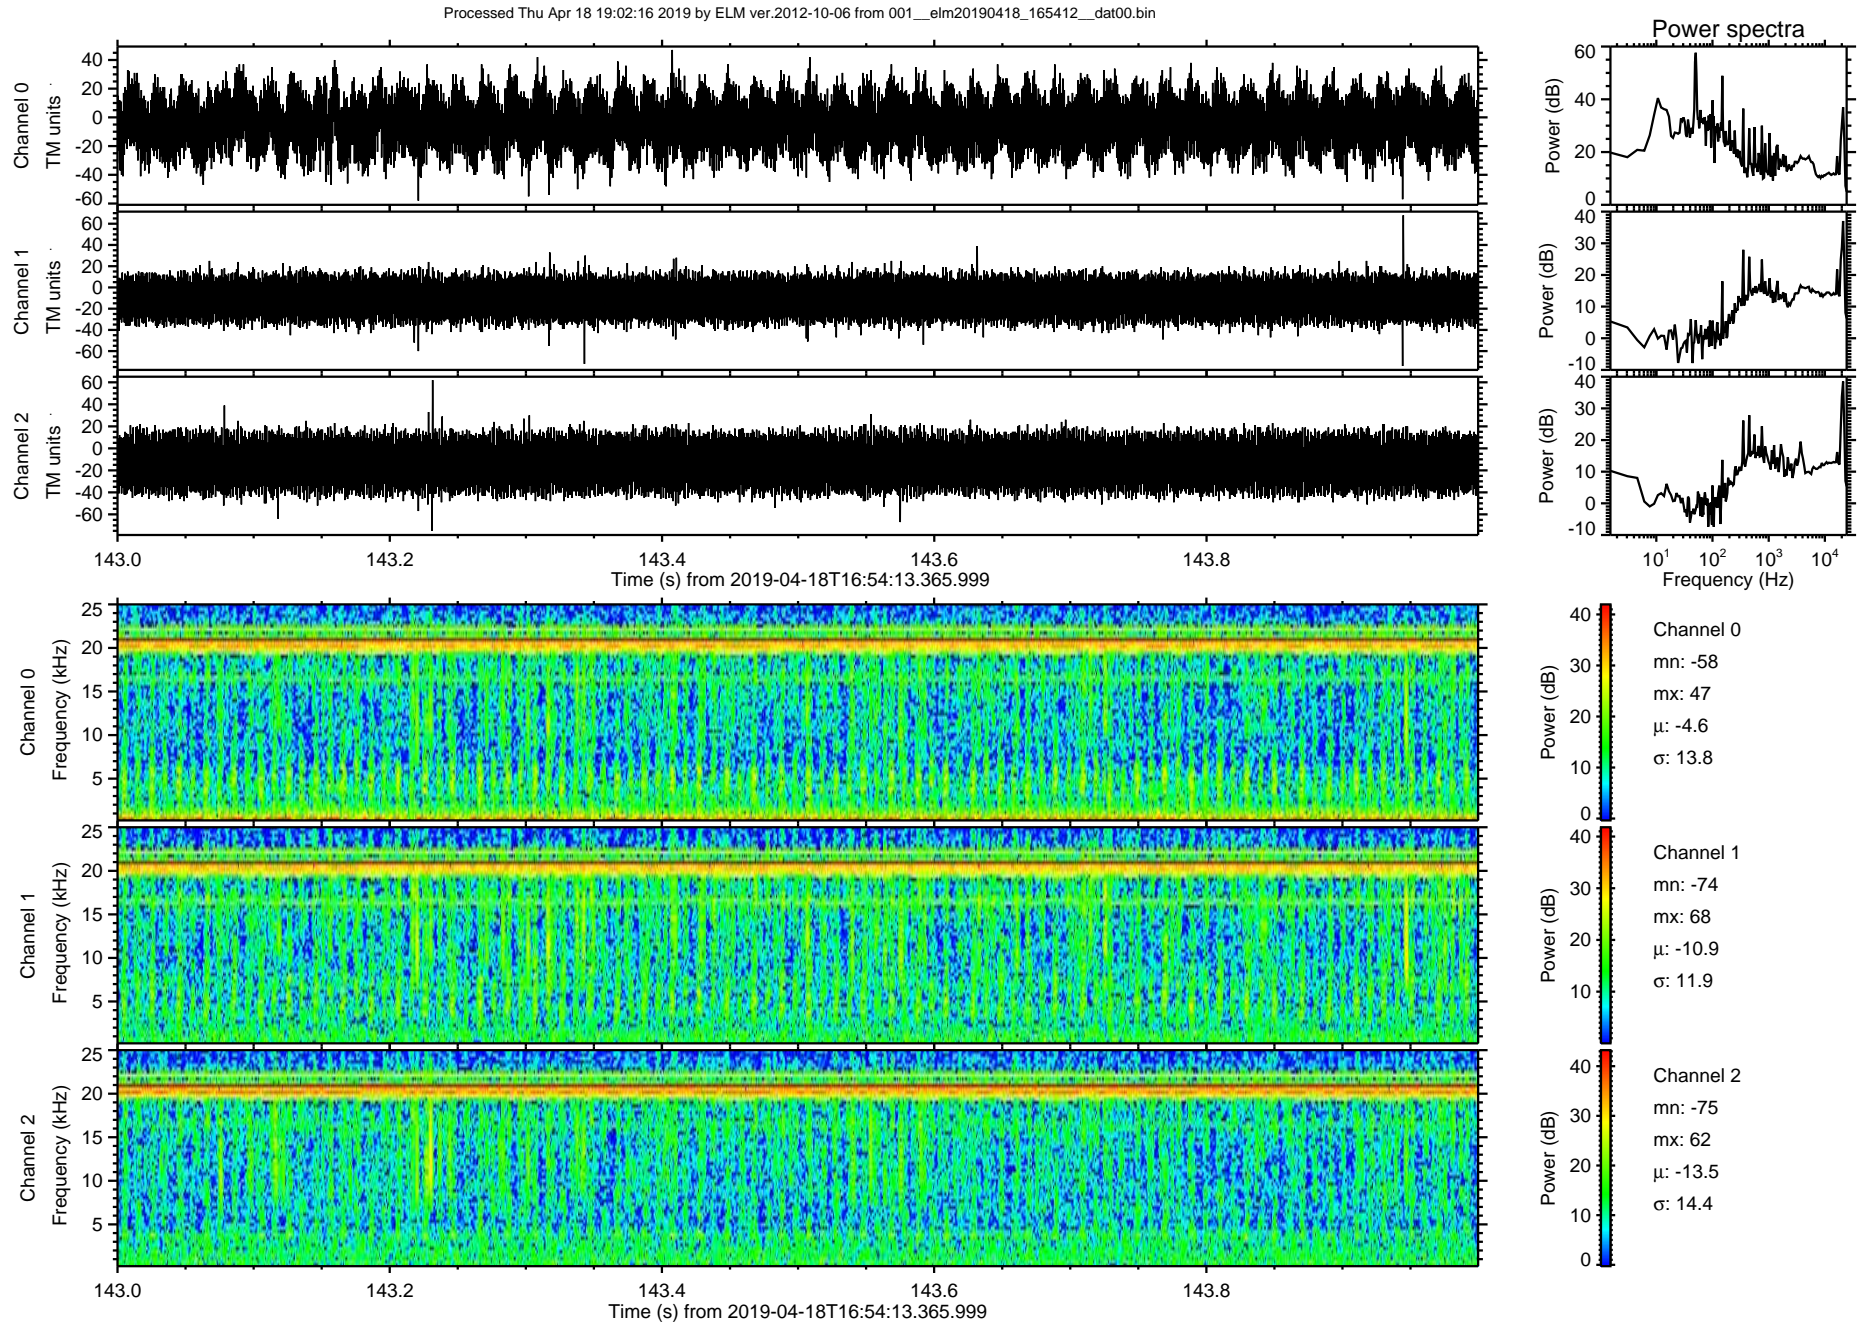 Processed Thu Apr 18 19:02:16 2019 by ELM ver.2012-10-06 from 001__elm20190418_165412__dat00.bin
Power spectra
Channel 0
TM units
40
20
0
-20
-40
-60
Power (dB)
60
40
20
0
Channel 1
TM units
60
40
20
0
-20
-40
-60
Power (dB)
40
30
20
10
0
-10
Channel 2
TM units
60
40
20
0
-20
-40
-60
Power (dB)
40
30
20
10
0
-10
143.0 143.2 143.4 143.6 143.8
Time (s) from 2019-04-18T16:54:13.365.999
10¹ 10² 10³ 10⁴
Frequency (Hz)
Channel 0
Frequency (kHz)
25
20
15
10
5
Power (dB)
40
30
20
10
0
Channel 0
mn: -58
mx: 47
µ: -4.6
σ: 13.8
Channel 1
Frequency (kHz)
25
20
15
10
5
Power (dB)
40
30
20
10
Channel 1
mn: -74
mx: 68
µ: -10.9
σ: 11.9
Channel 2
Frequency (kHz)
25
20
15
10
5
Power (dB)
40
30
20
10
0
Channel 2
mn: -75
mx: 62
µ: -13.5
σ: 14.4
143.0 143.2 143.4 143.6 143.8
Time (s) from 2019-04-18T16:54:13.365.999